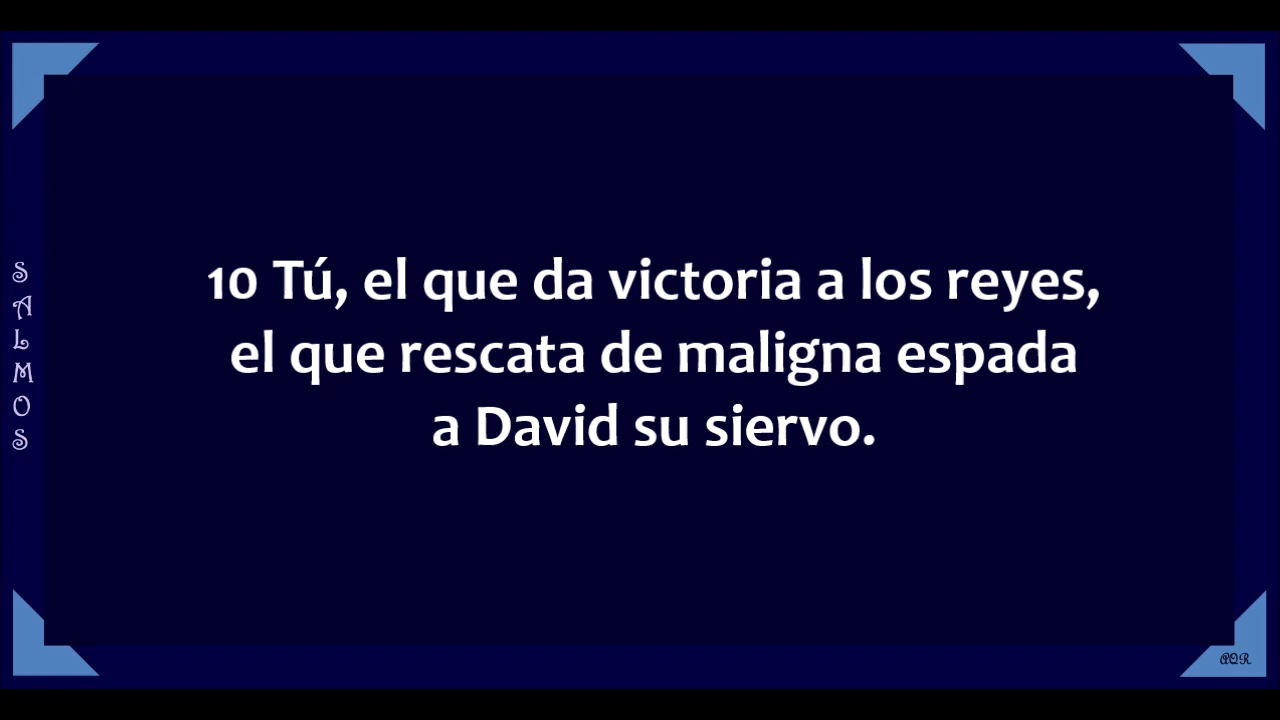 SALMOS
10 Tú, el que da victoria a los reyes,
el que rescata de maligna espada
a David su siervo.